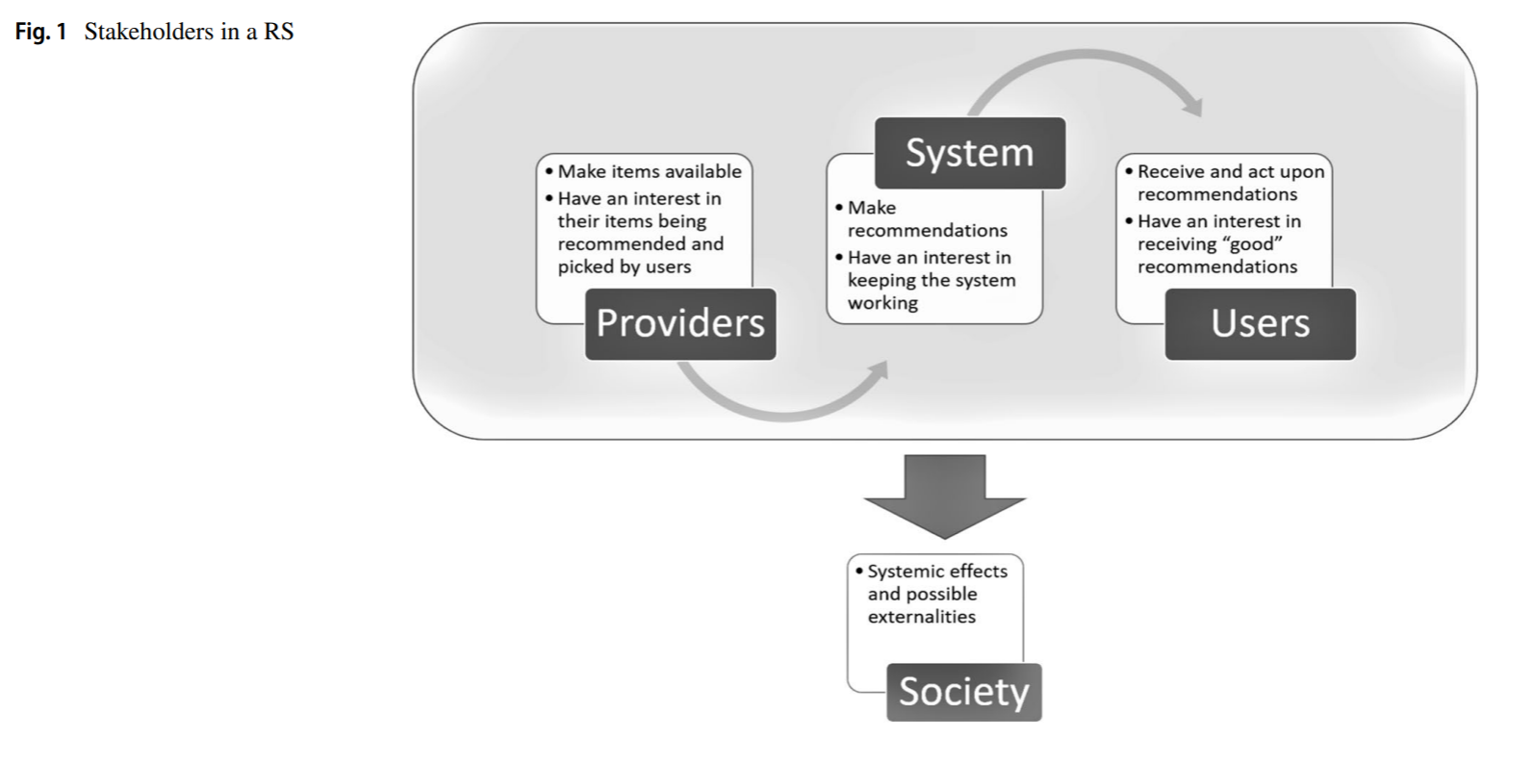 Fig. 1 Stakeholders in a RS
• Make items available
• Have an interest in
their items being
recommended and
picked by users
Providers
System
• Make
recommendations
• Have an interest in
keeping the system
working
• Receive and act upon
recommendations
• Have an interest in
receiving “good”
recommendations
Users
• Systemic effects
and possible
externalities
Society